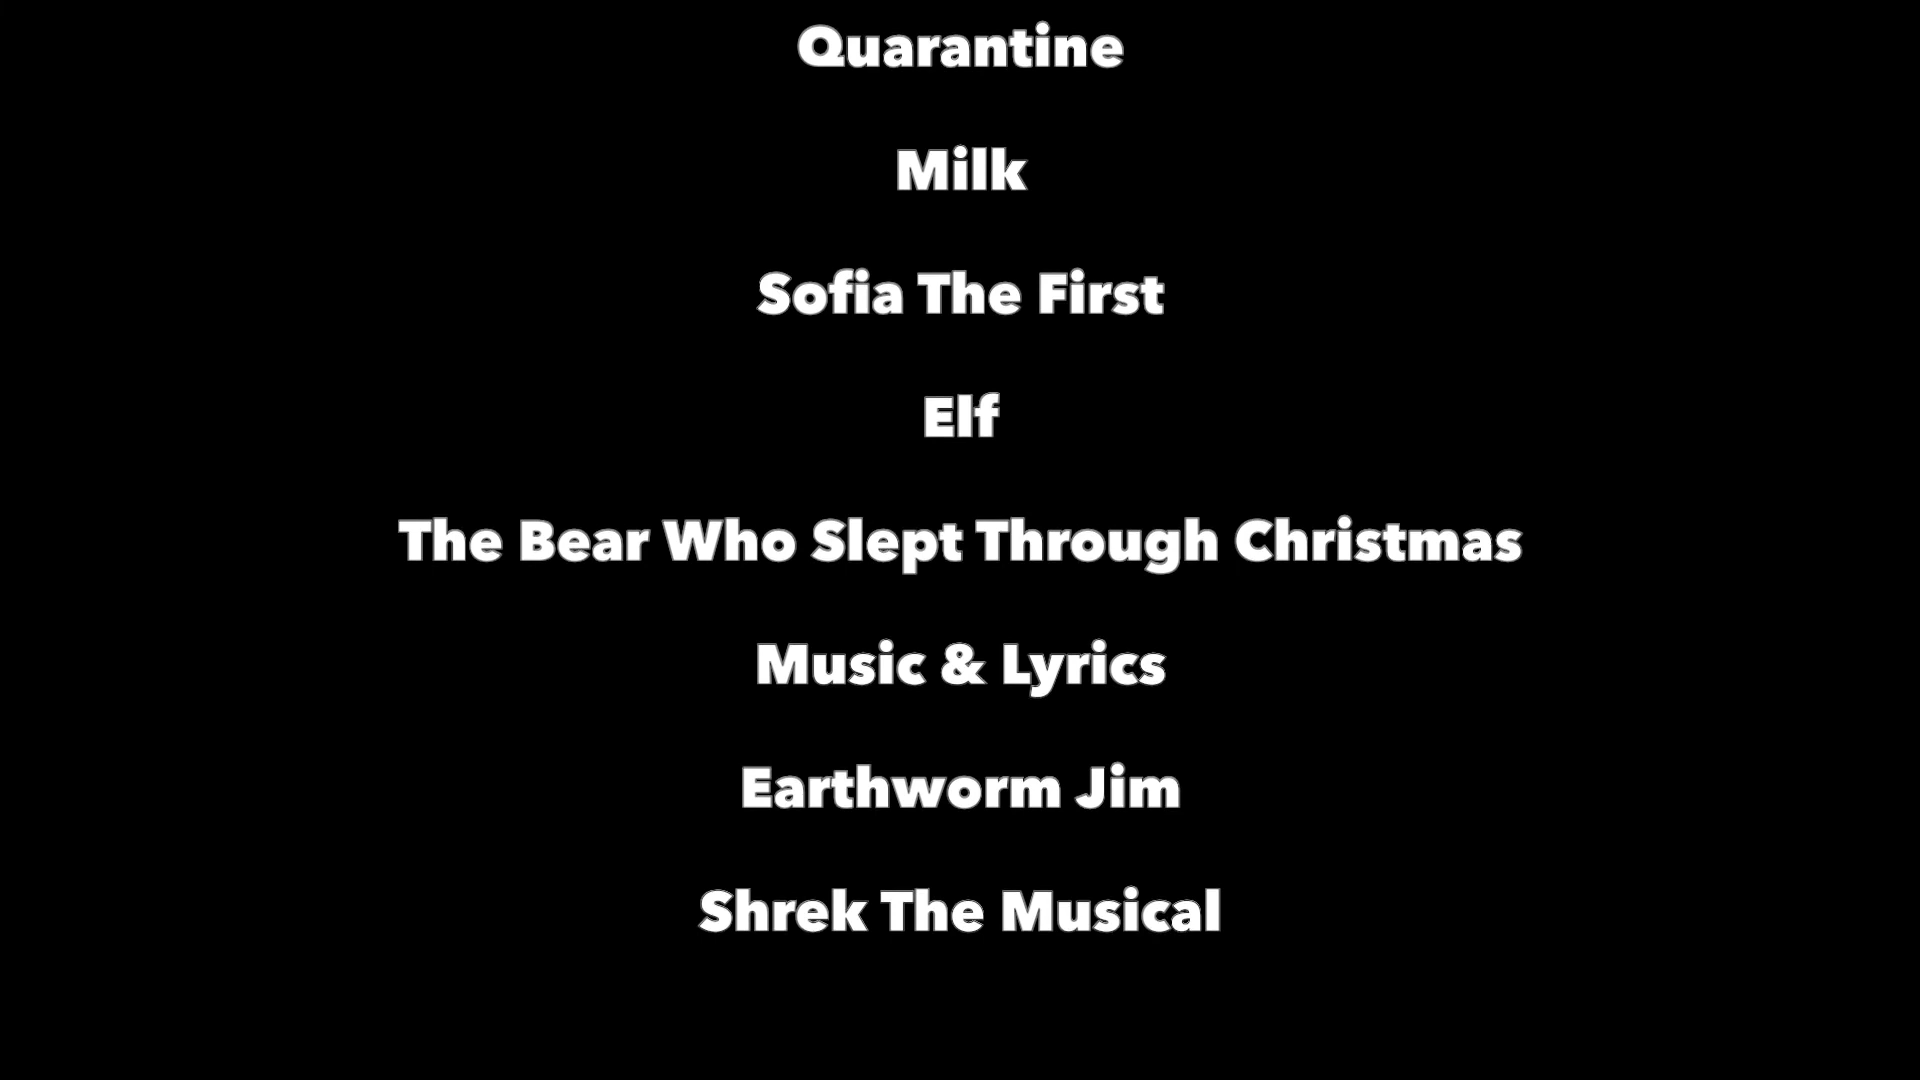 Quarantine
Milk
Sofia The First
Elf
The Bear Who Slept Through Christmas
Music & Lyrics
Earthworm Jim
Shrek The Musical